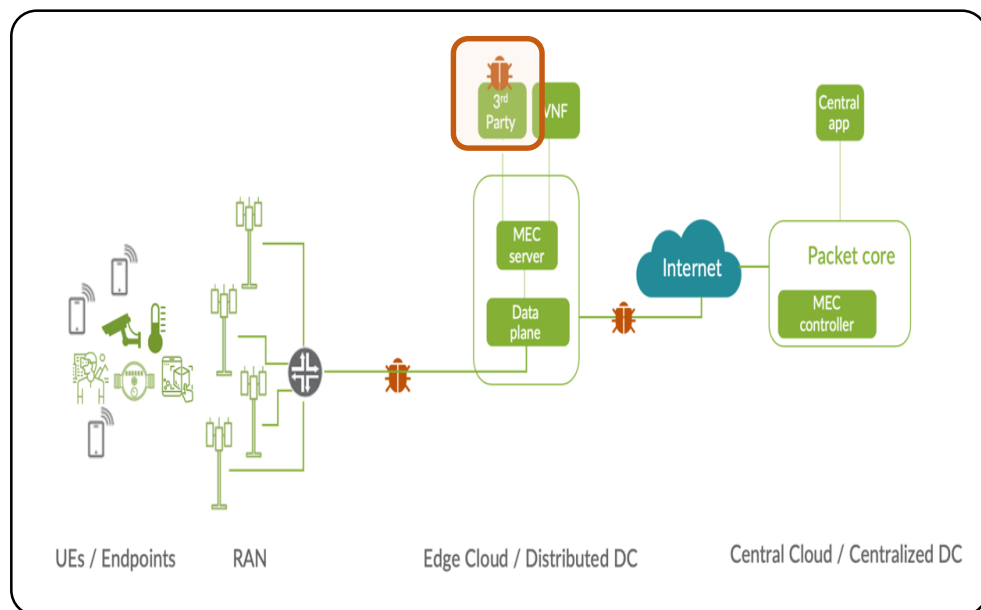 3rd
Party
VNF
Central
app
MEC
server
Data
plane
Internet
Packet core
MEC
controller
UEs / Endpoints
RAN
Edge Cloud / Distributed DC
Central Cloud / Centralized DC